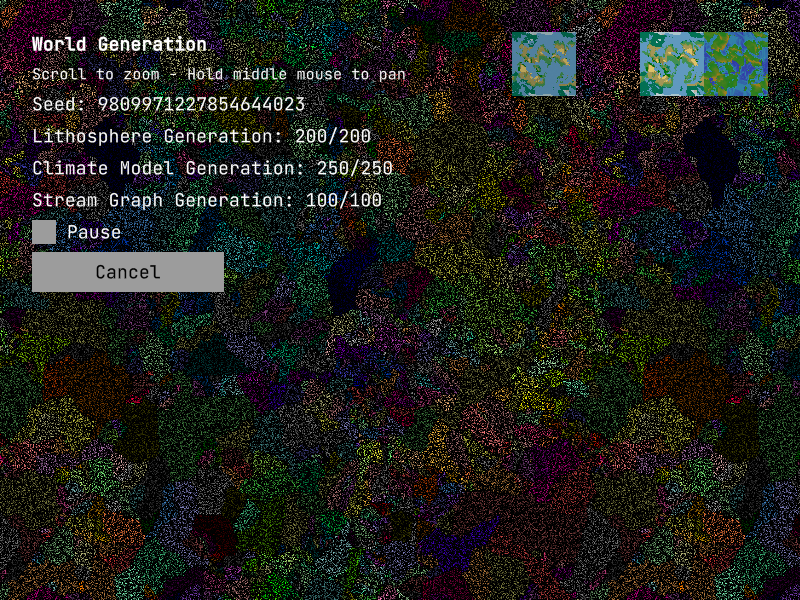 World Generation
Scroll to zoom - Hold middle mouse to pan
Seed: 9809971227854644023
Lithosphere Generation: 200/200
Climate Model Generation: 250/250
Stream Graph Generation: 100/100
Pause
Cancel